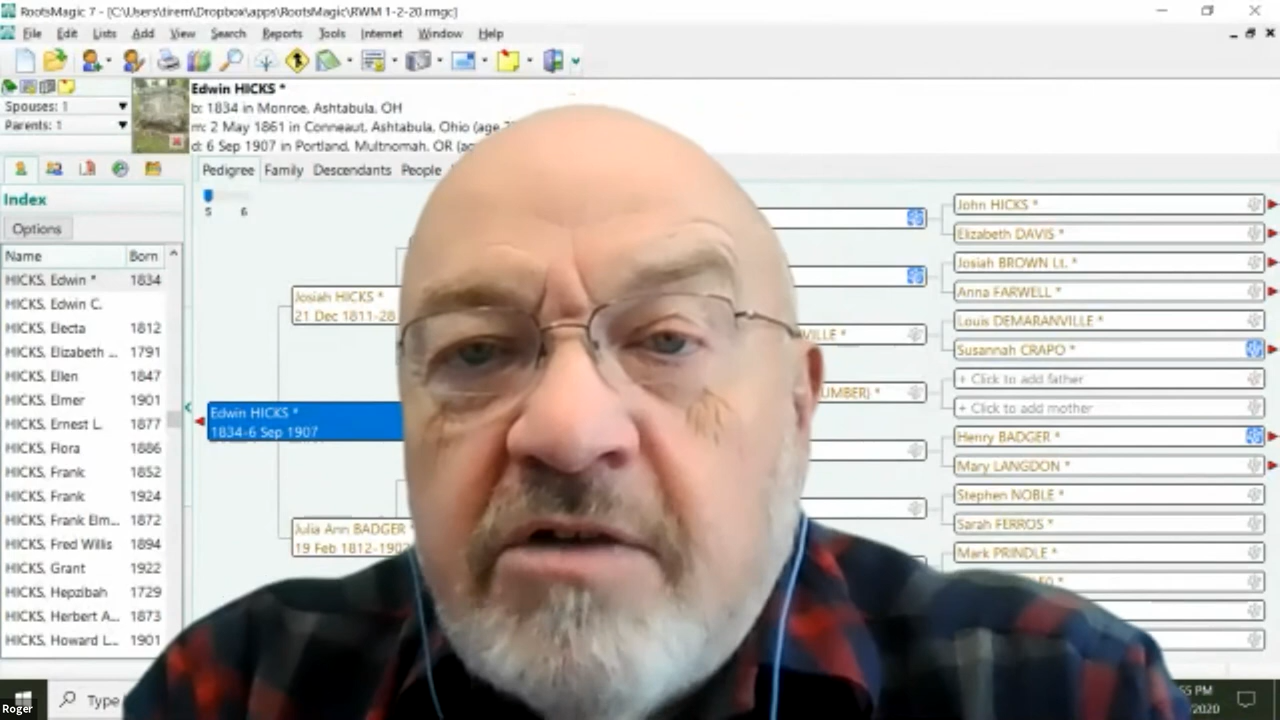 RootsMagic 7 - [C:\Users\tirem\Dropbox\apps\RootsMagic\RWM 1-2-20.rmgc]
File Edit Lists Add View Search Reports Tools Internet Window Help
Spouses: 1
Parents: 1
Edwin HICKS *
b: 1834 in Monroe, Ashtabula, OH
m: 2 May 1861 in Conneaut, Ashtabula, Ohio (age
d: 6 Sep 1907 in Portland, Multnomah, OR
Pedigree Family Descendants People
Index
Options
Name Born
HICKS, Edwin * 1834
HICKS, Edwin C.
HICKS, Electa 1812
HICKS, Elizabeth ... 1791
HICKS, Ellen 1847
HICKS, Elmer 1901
HICKS, Ernest L. 1877
HICKS, Flora 1886
HICKS, Frank 1852
HICKS, Frank 1924
HICKS, Frank Elm... 1872
HICKS, Fred Willis 1894
HICKS, Grant 1922
HICKS, Hepzibah 1729
HICKS, Herbert A... 1873
HICKS, Howard L... 1901
5 6
Josiah HICKS *
21 Dec 1811-28
Edwin HICKS *
1834-6 Sep 1907
Julia Ann BADGER
19 Feb 1812-190
VILLE *
UMBER) *
John HICKS *
Elizabeth DAVIS *
Josiah BROWN Lt. *
Anna FARWELL *
Louis DEMARANVILLE *
Susannah CRAPO *
+ Click to add father
+ Click to add mother
Henry BADGER *
Mary LANGDON *
Stephen NOBLE *
Sarah FERROS *
Mark PRINDLE *
Type
55 PM
2020
Roger